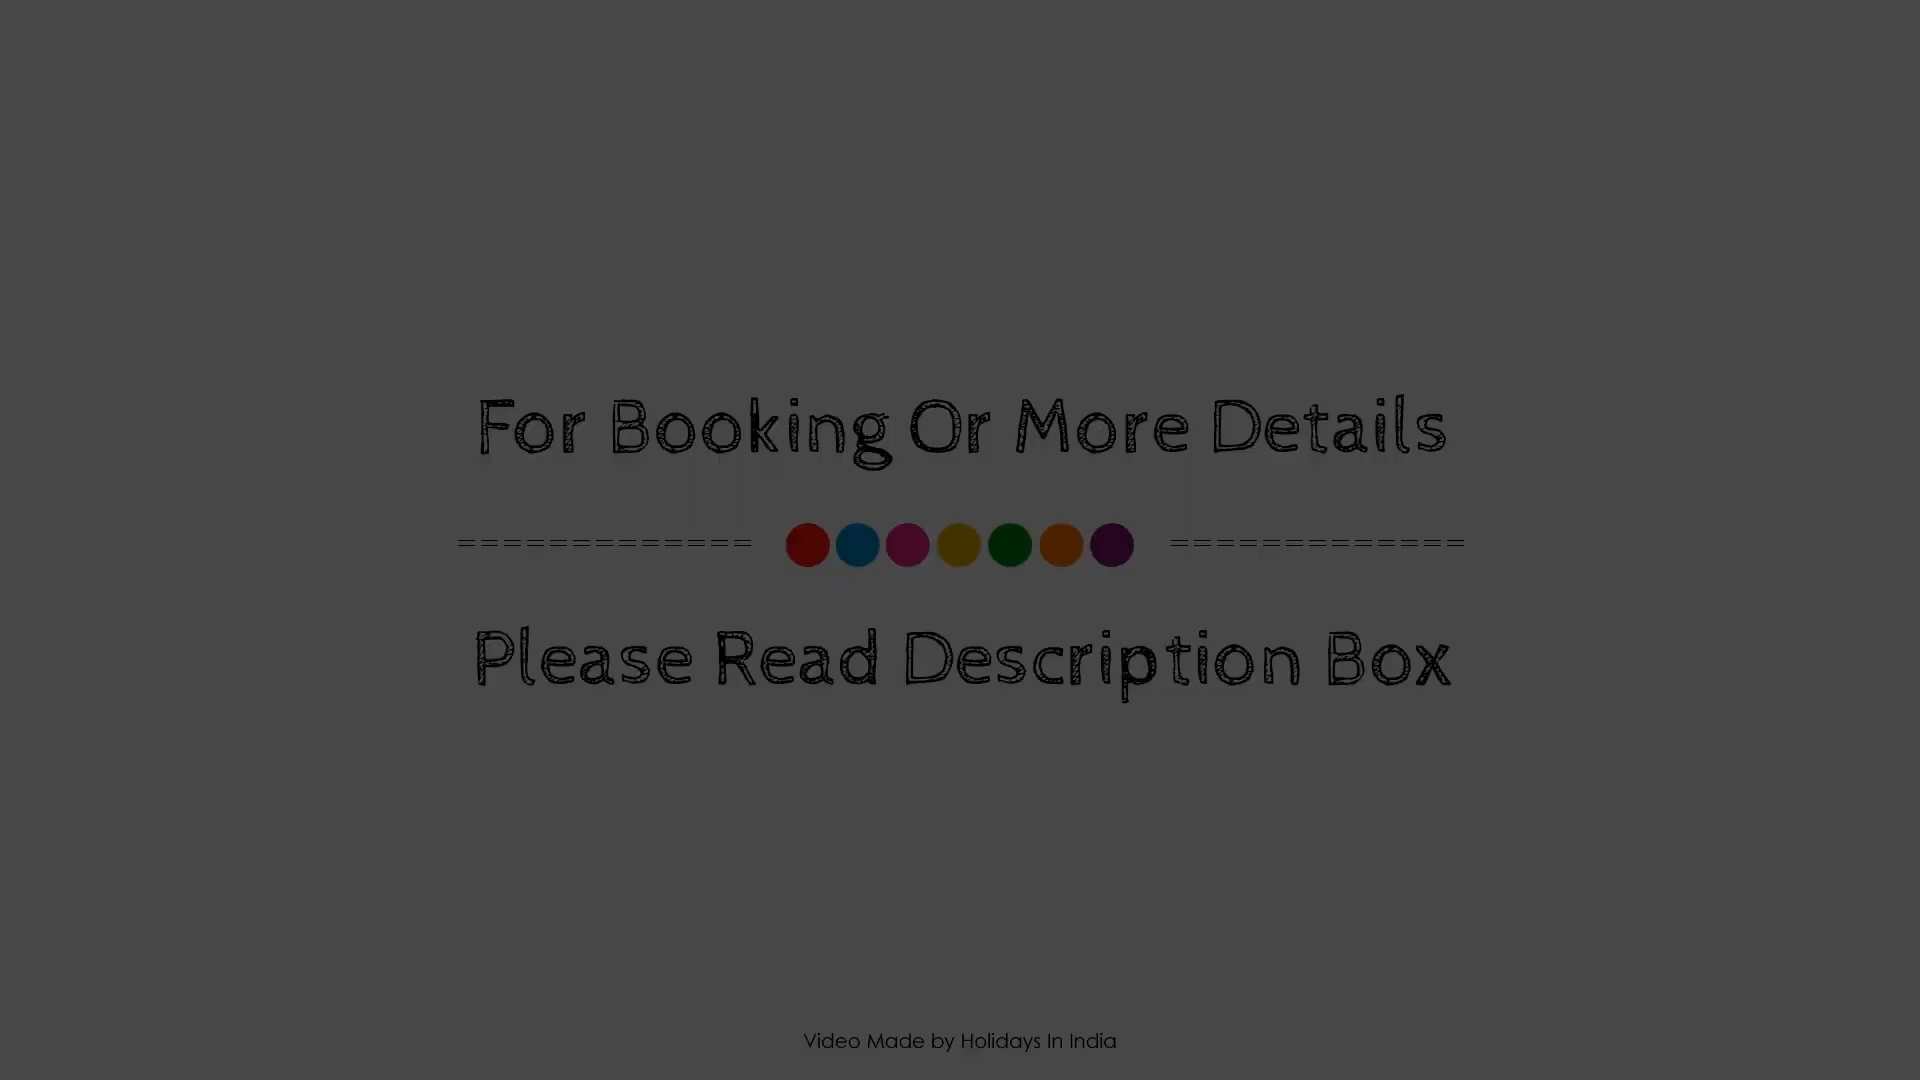 For Booking Or More Details
============= =============
Please Read Description Box
Video Made by Holidays In India